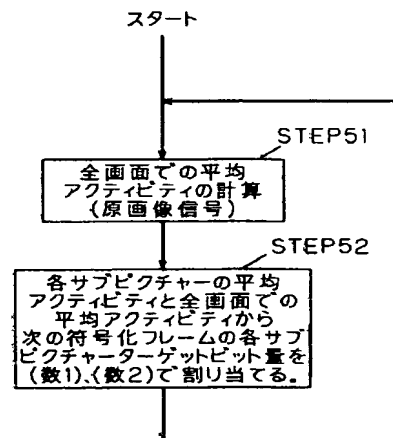 スタート
STEP51
全画面での平均
アクティビティの計算
(原画像信号)
STEP52
各サブピクチャーの平均
アクティビティと全画面での
平均アクティビティから
次の符号化フレームの各サブ
ピクチャーターゲットビット量を
(数1)、(数2)で割り当てる。